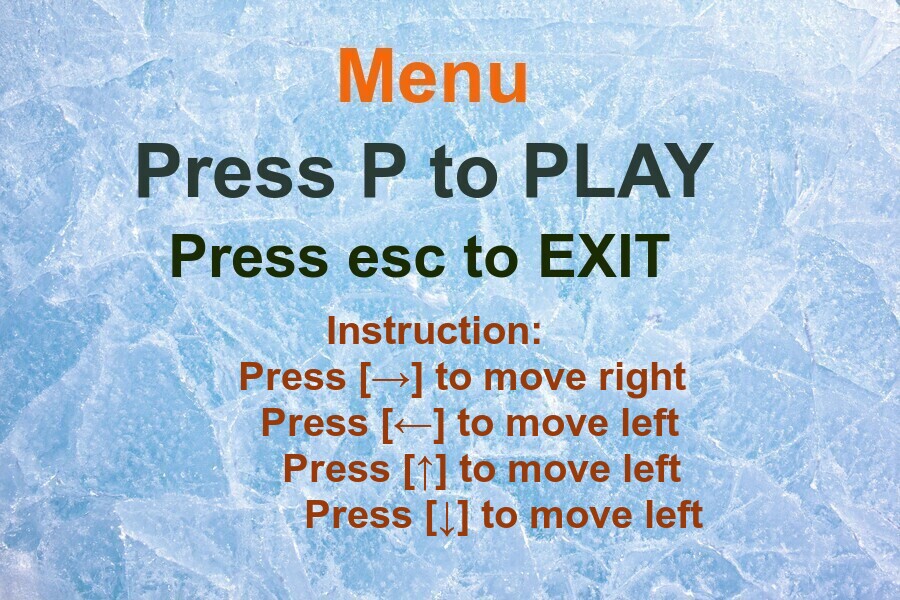 Menu
Press P to PLAY
Press esc to EXIT
Instruction:
Press [→] to move right
Press [←] to move left
Press [↑] to move left
Press [↓] to move left